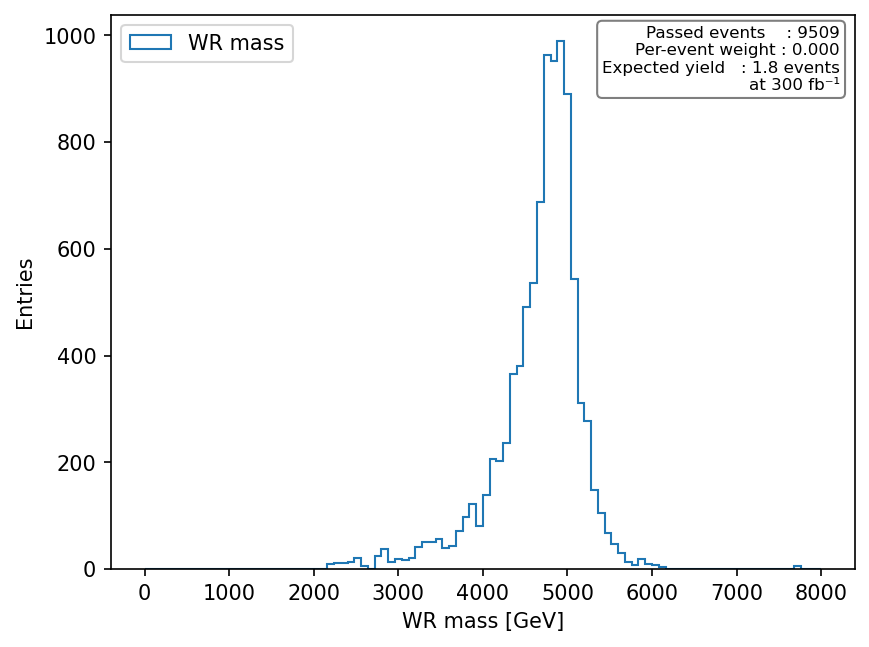 WR mass
Passed events    : 9509
Per-event weight : 0.000
Expected yield   : 1.8 events
at 300 fb⁻¹
1000
800
600
400
200
0
Entries
0 1000 2000 3000 4000 5000 6000 7000 8000
WR mass [GeV]